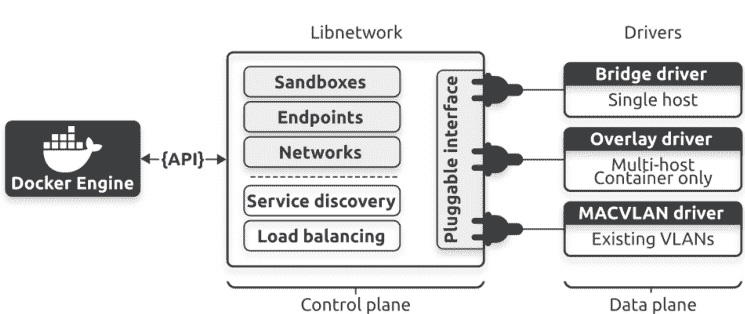 Libnetwork
Drivers
Docker Engine
{API}
Sandboxes
Endpoints
Networks
Service discovery
Load balancing
Pluggable interface
Bridge driver
Single host
Overlay driver
Multi-host
Container only
MACVLAN driver
Existing VLANs
Control plane
Data plane